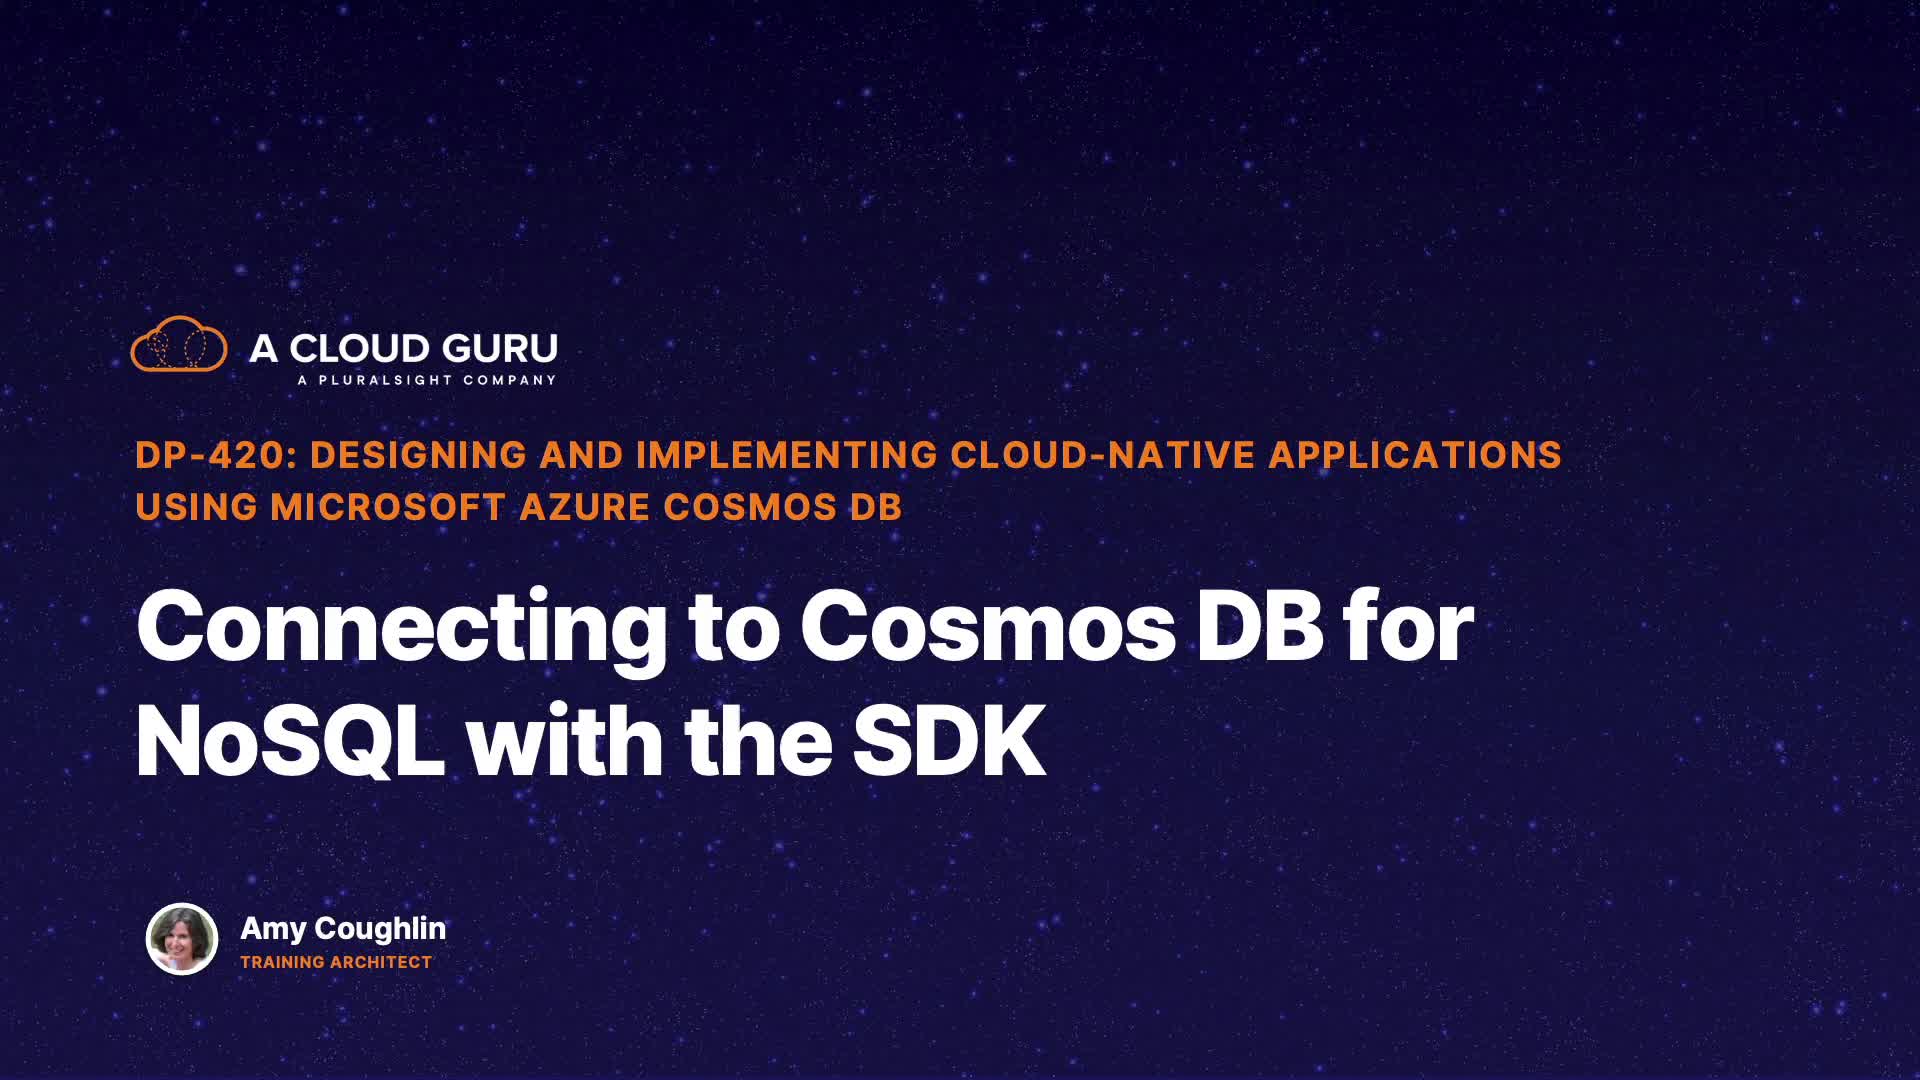 A CLOUD GURU
A PLURALSIGHT COMPANY
DP-420: DESIGNING AND IMPLEMENTING CLOUD-NATIVE APPLICATIONS
USING MICROSOFT AZURE COSMOS DB
Connecting to Cosmos DB for
NoSQL with the SDK
Amy Coughlin
TRAINING ARCHITECT